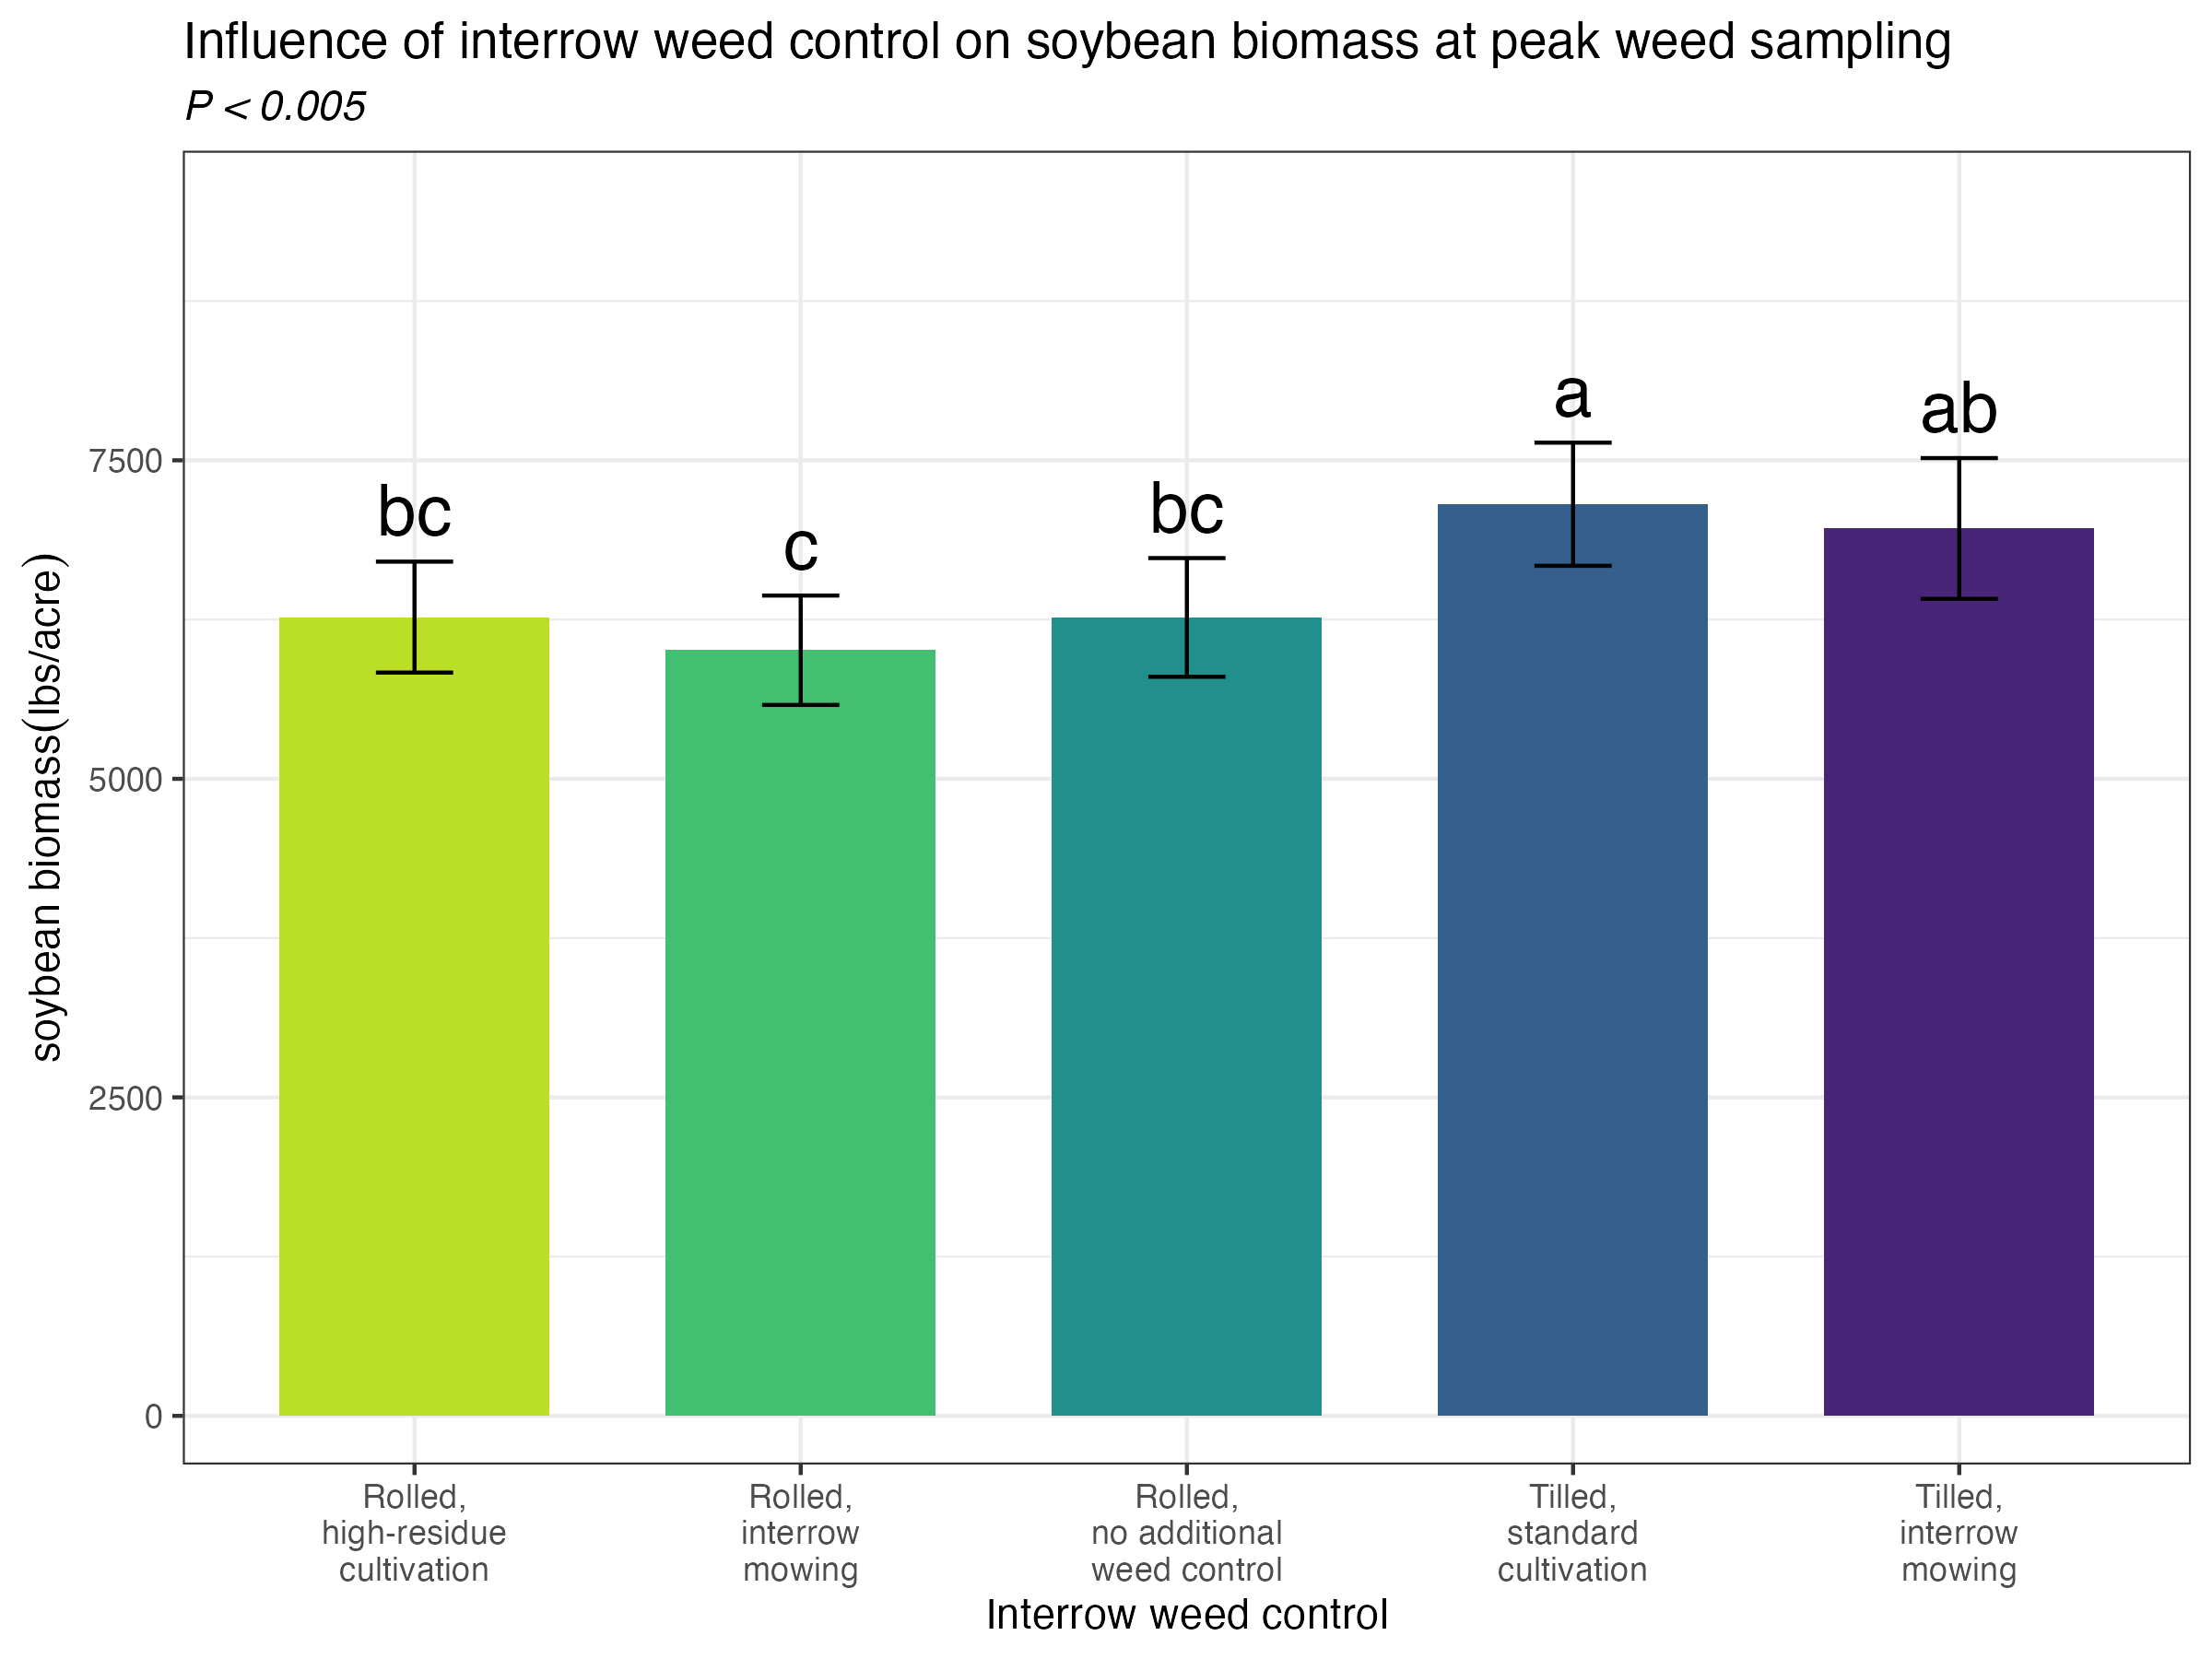 Influence of interrow weed control on soybean biomass at peak weed sampling
P < 0.005
soybean biomass(lbs/acre)
7500
5000
2500
0
bc
c
bc
a
ab
Rolled,
high-residue
cultivation
Rolled,
interrow
mowing
Rolled,
no additional
weed control
Tilled,
standard
cultivation
Tilled,
interrow
mowing
Interrow weed control